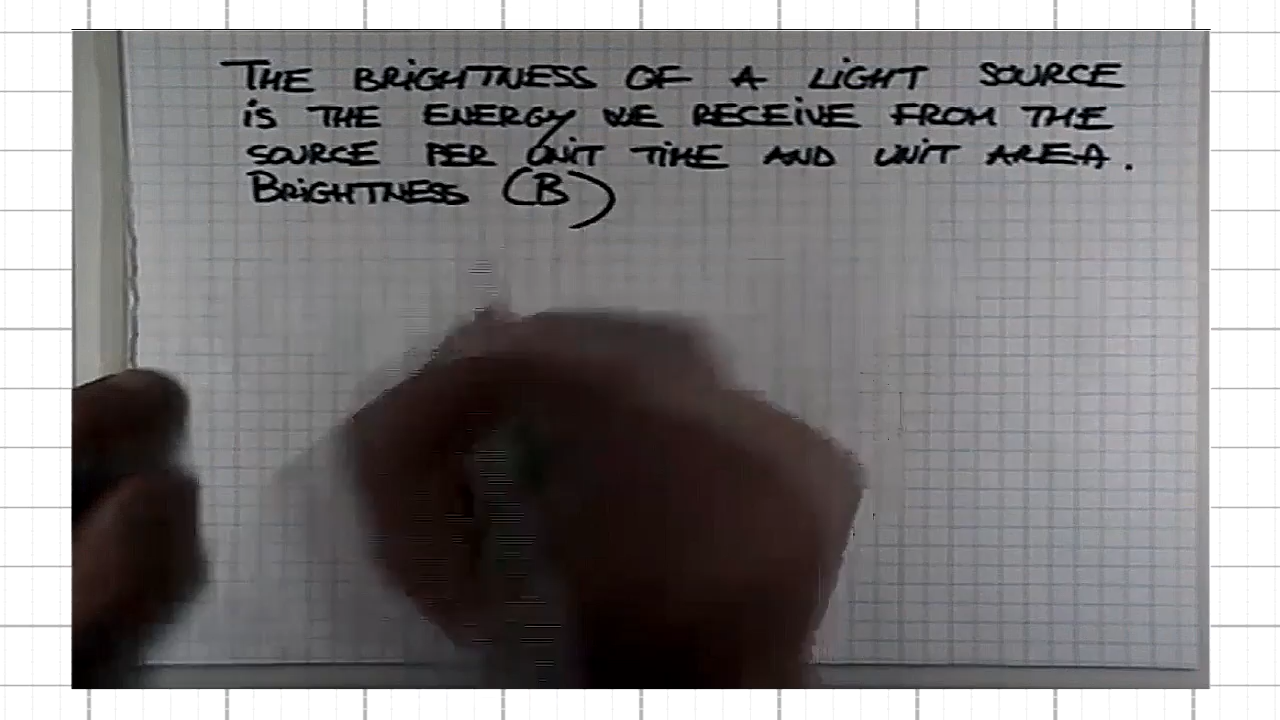 THE BRiGHTNESS OF A LiGHT SOURCE
iS THE ENERGY WE RECEiVE FROM THE
SOURCE PER UNiT TiME AND UNiT AREA.
BRiGHTNESS (B)